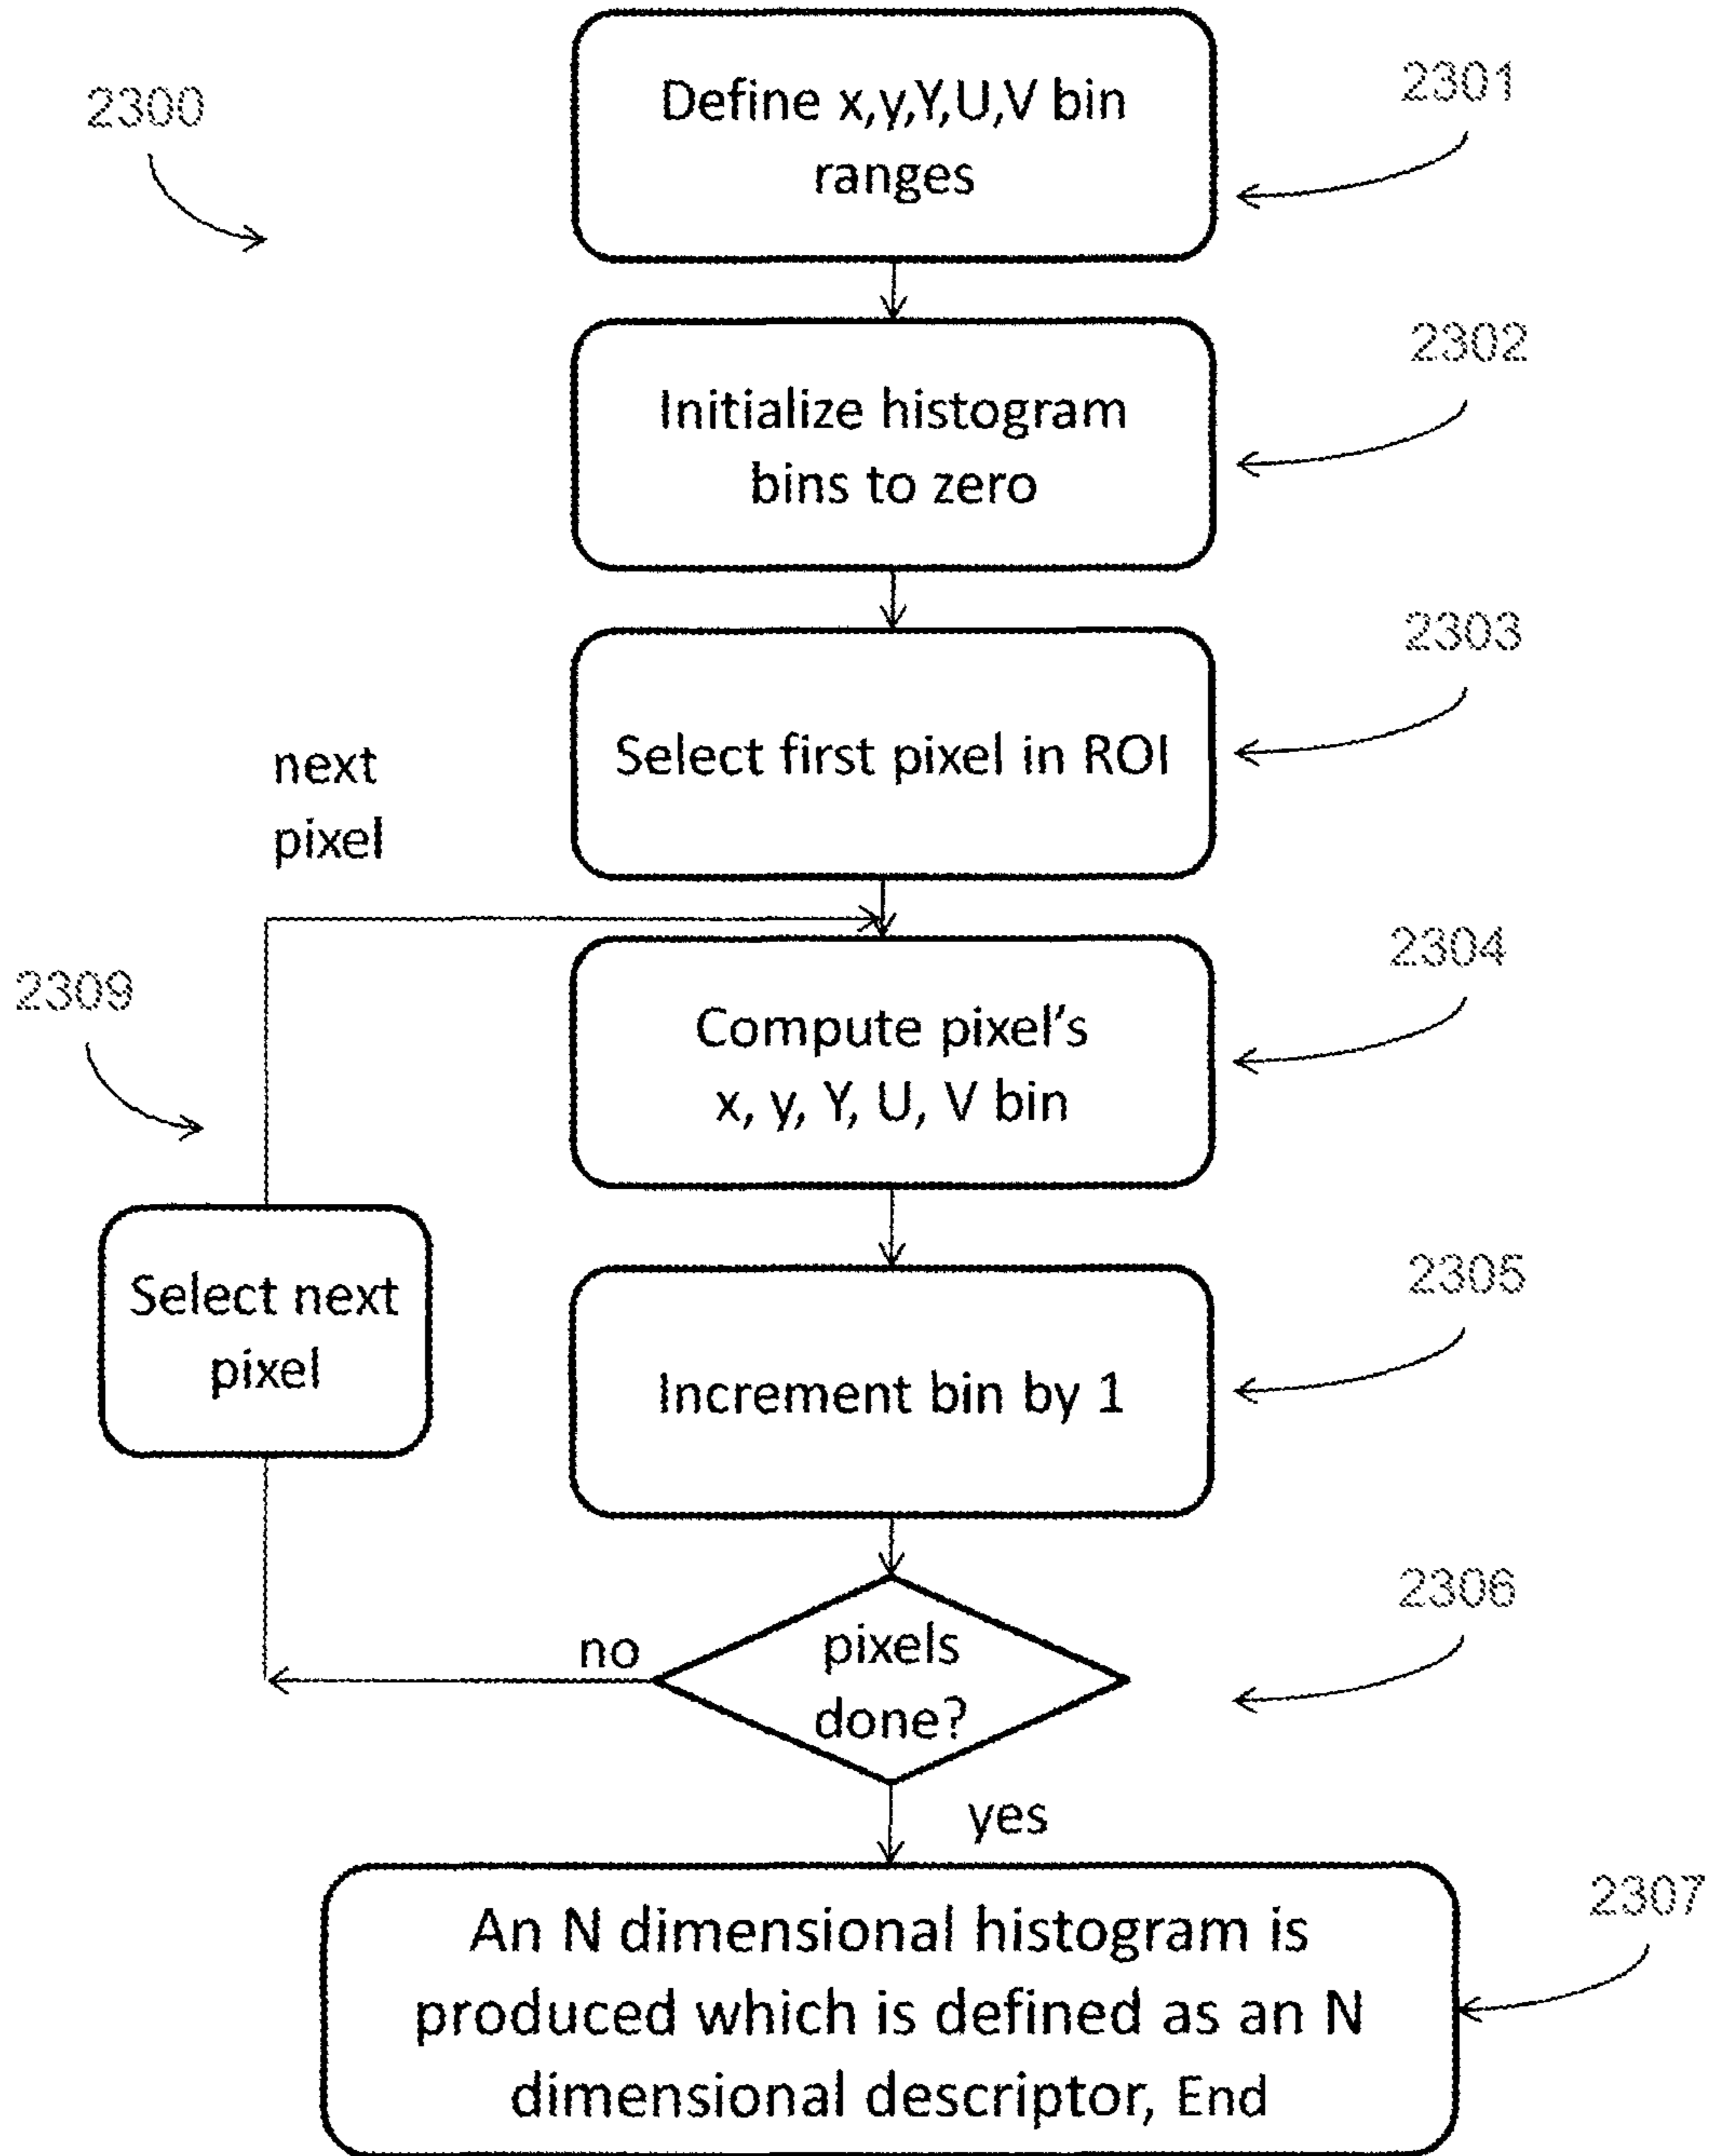 2300
Define x,y,Y,U,V bin
ranges
2301
Initialize histogram
bins to zero
2302
Select first pixel in ROI
2303
next
pixel
Compute pixel's
x, y, Y, U, V bin
2304
2309
Select next
pixel
Increment bin by 1
2305
pixels
done?
2306
no
yes
An N dimensional histogram is
produced which is defined as an N
dimensional descriptor, End
2307